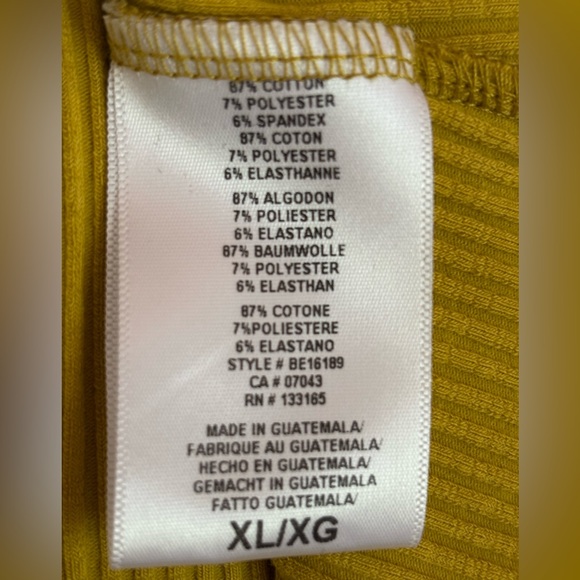 87% COTTON
7% POLYESTER
6% SPANDEX
87% COTON
7% POLYESTER
6% ELASTHANNE
87% ALGODON
7% POLIESTER
6% ELASTANO
87% BAUMWOLLE
7% POLYESTER
6% ELASTHAN
87% COTONE
7%POLIESTERE
6% ELASTANO
STYLE # BE16189
CA # 07043
RN # 133165
MADE IN GUATEMALA/
FABRIQUE AU GUATEMALA/
HECHO EN GUATEMALA/
GEMACHT IN GUATEMALA
FATTO GUATEMALA/
XL/XG